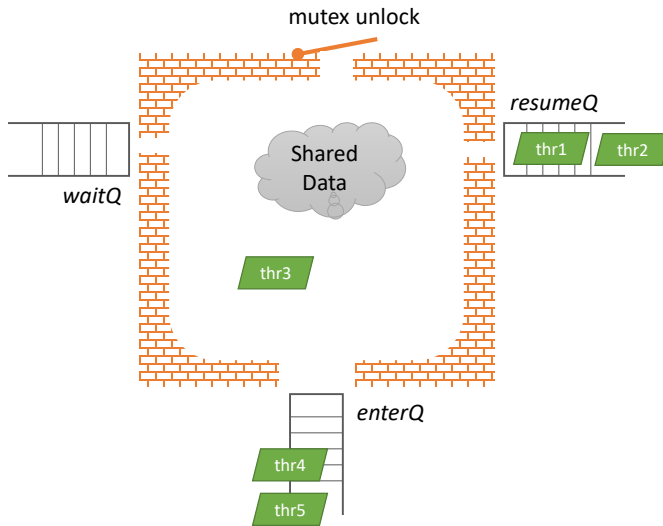 mutex unlock
resumeQ
thr1
thr2
Shared
Data
waitQ
thr3
enterQ
thr4
thr5